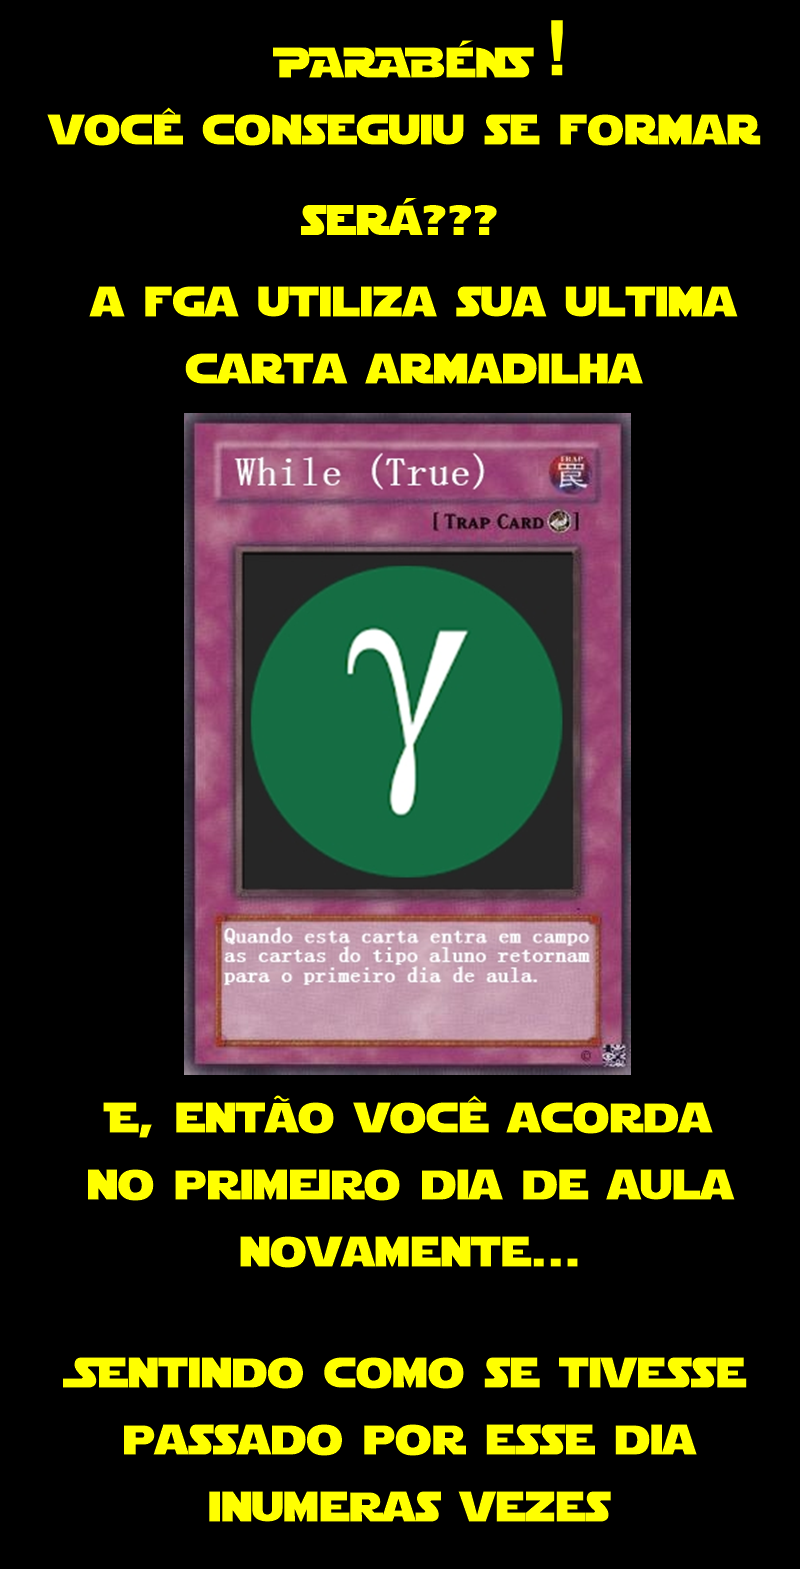 PARABÉNS!
VOCÊ CONSEGUIU SE FORMAR
SERÁ???
A FGA UTILIZA SUA ULTIMA
CARTA ARMADILHA
While (True)
TRAP
罠
[TRAP CARD]
γ
Quando esta carta entra em campo
as cartas do tipo aluno retornam
para o primeiro dia de aula.
©
E, ENTÃO VOCÊ ACORDA
NO PRIMEIRO DIA DE AULA
NOVAMENTE...
SENTINDO COMO SE TIVESSE
PASSADO POR ESSE DIA
INUMERAS VEZES